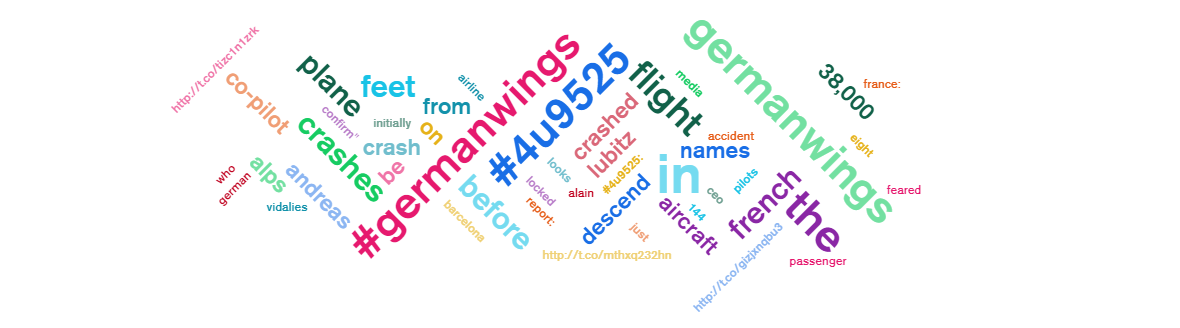 http://t.co/tizc1n1zrk
co-pilot
plane
feet
airline
from
confirm"
initially
on
crashes
crash
be
who
german
alps
andreas
vidalies
#germanwings
#4u9525
before
barcelona
looks
locked
report:
alain
crashed
lubitz
#4u9525:
descend
just
http://t.co/mthxq232hn
flight
media
in
names
accident
ceo
pilots
144
aircraft
french
http://t.co/gizjxnqbu3
the
passenger
germanwings
38,000
france:
eight
feared